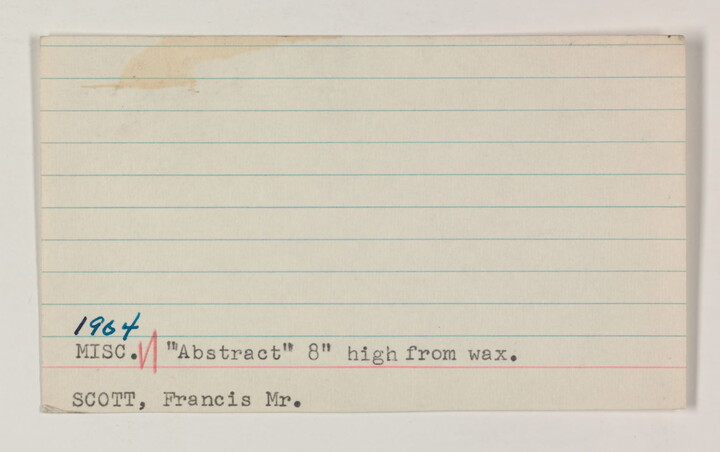 1964
MISC. "Abstract" 8" high from wax.
SCOTT, Francis Mr.